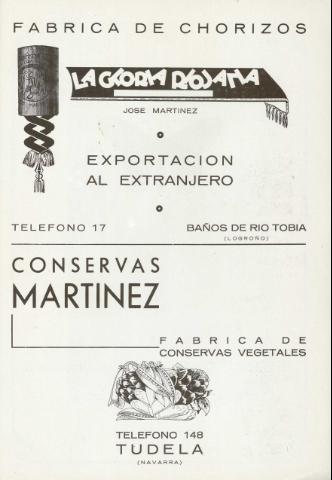 FABRICA DE CHORIZOS
LA GLORIA RIOJANA
JOSE MARTINEZ
EXPORTACION
AL EXTRANJERO
TELEFONO 17
BAÑOS DE RIO TOBIA
(LOGROÑO)
CONSERVAS
MARTINEZ
FABRICA DE
CONSERVAS VEGETALES
TELEFONO 148
TUDELA
(NAVARRA)